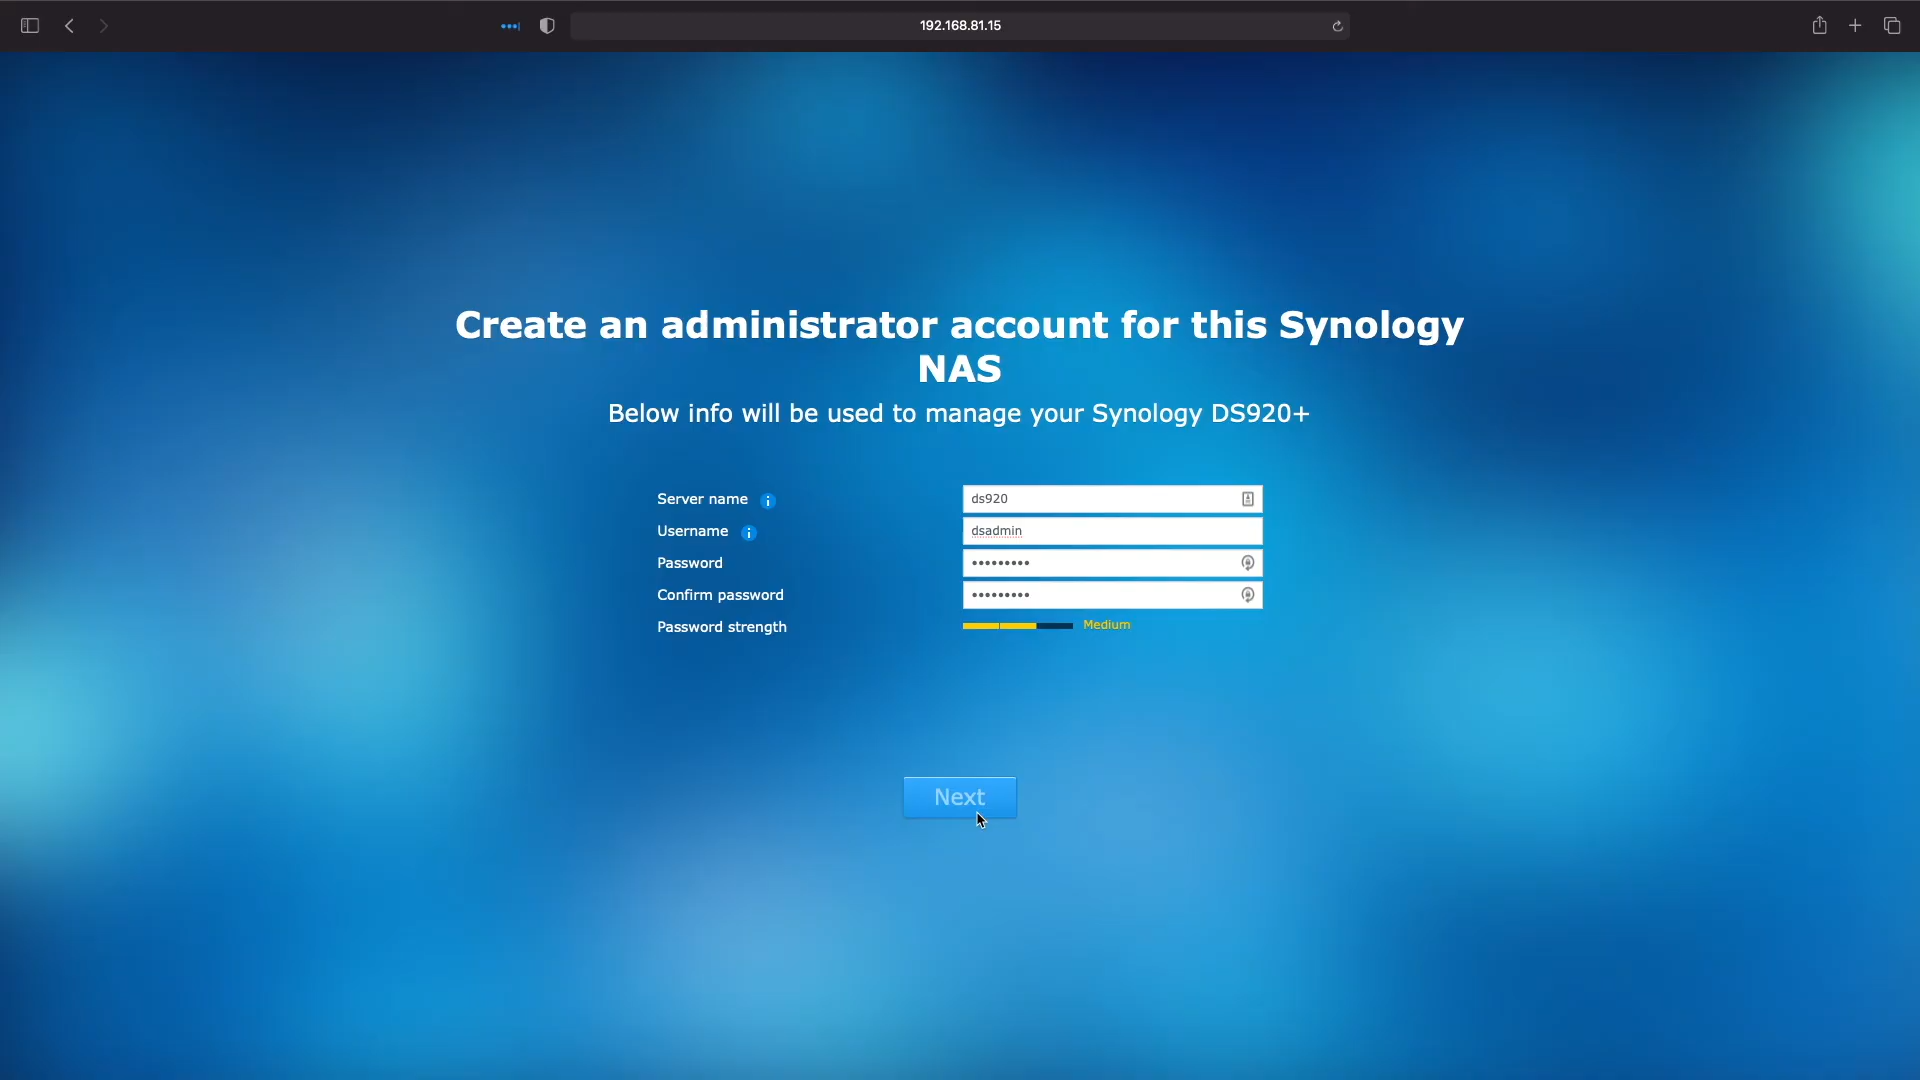 192.168.81.15
Create an administrator account for this Synology
NAS
Below info will be used to manage your Synology DS920+
Server name
ds920
Username
dsadmin
Password
•••••••••
Confirm password
•••••••••
Password strength
Medium
Next